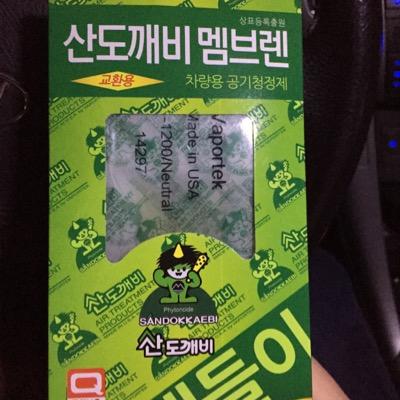 상표등록출원
산도깨비 멤브렌
교환용
차량용 공기청정제
Vaportek
Made in USA
-1200/Neutral
14297
산도깨비
AIR TREATMENT
PRODUCTS
Phytoncide
SANDOKKAEBI
산도깨비
Q